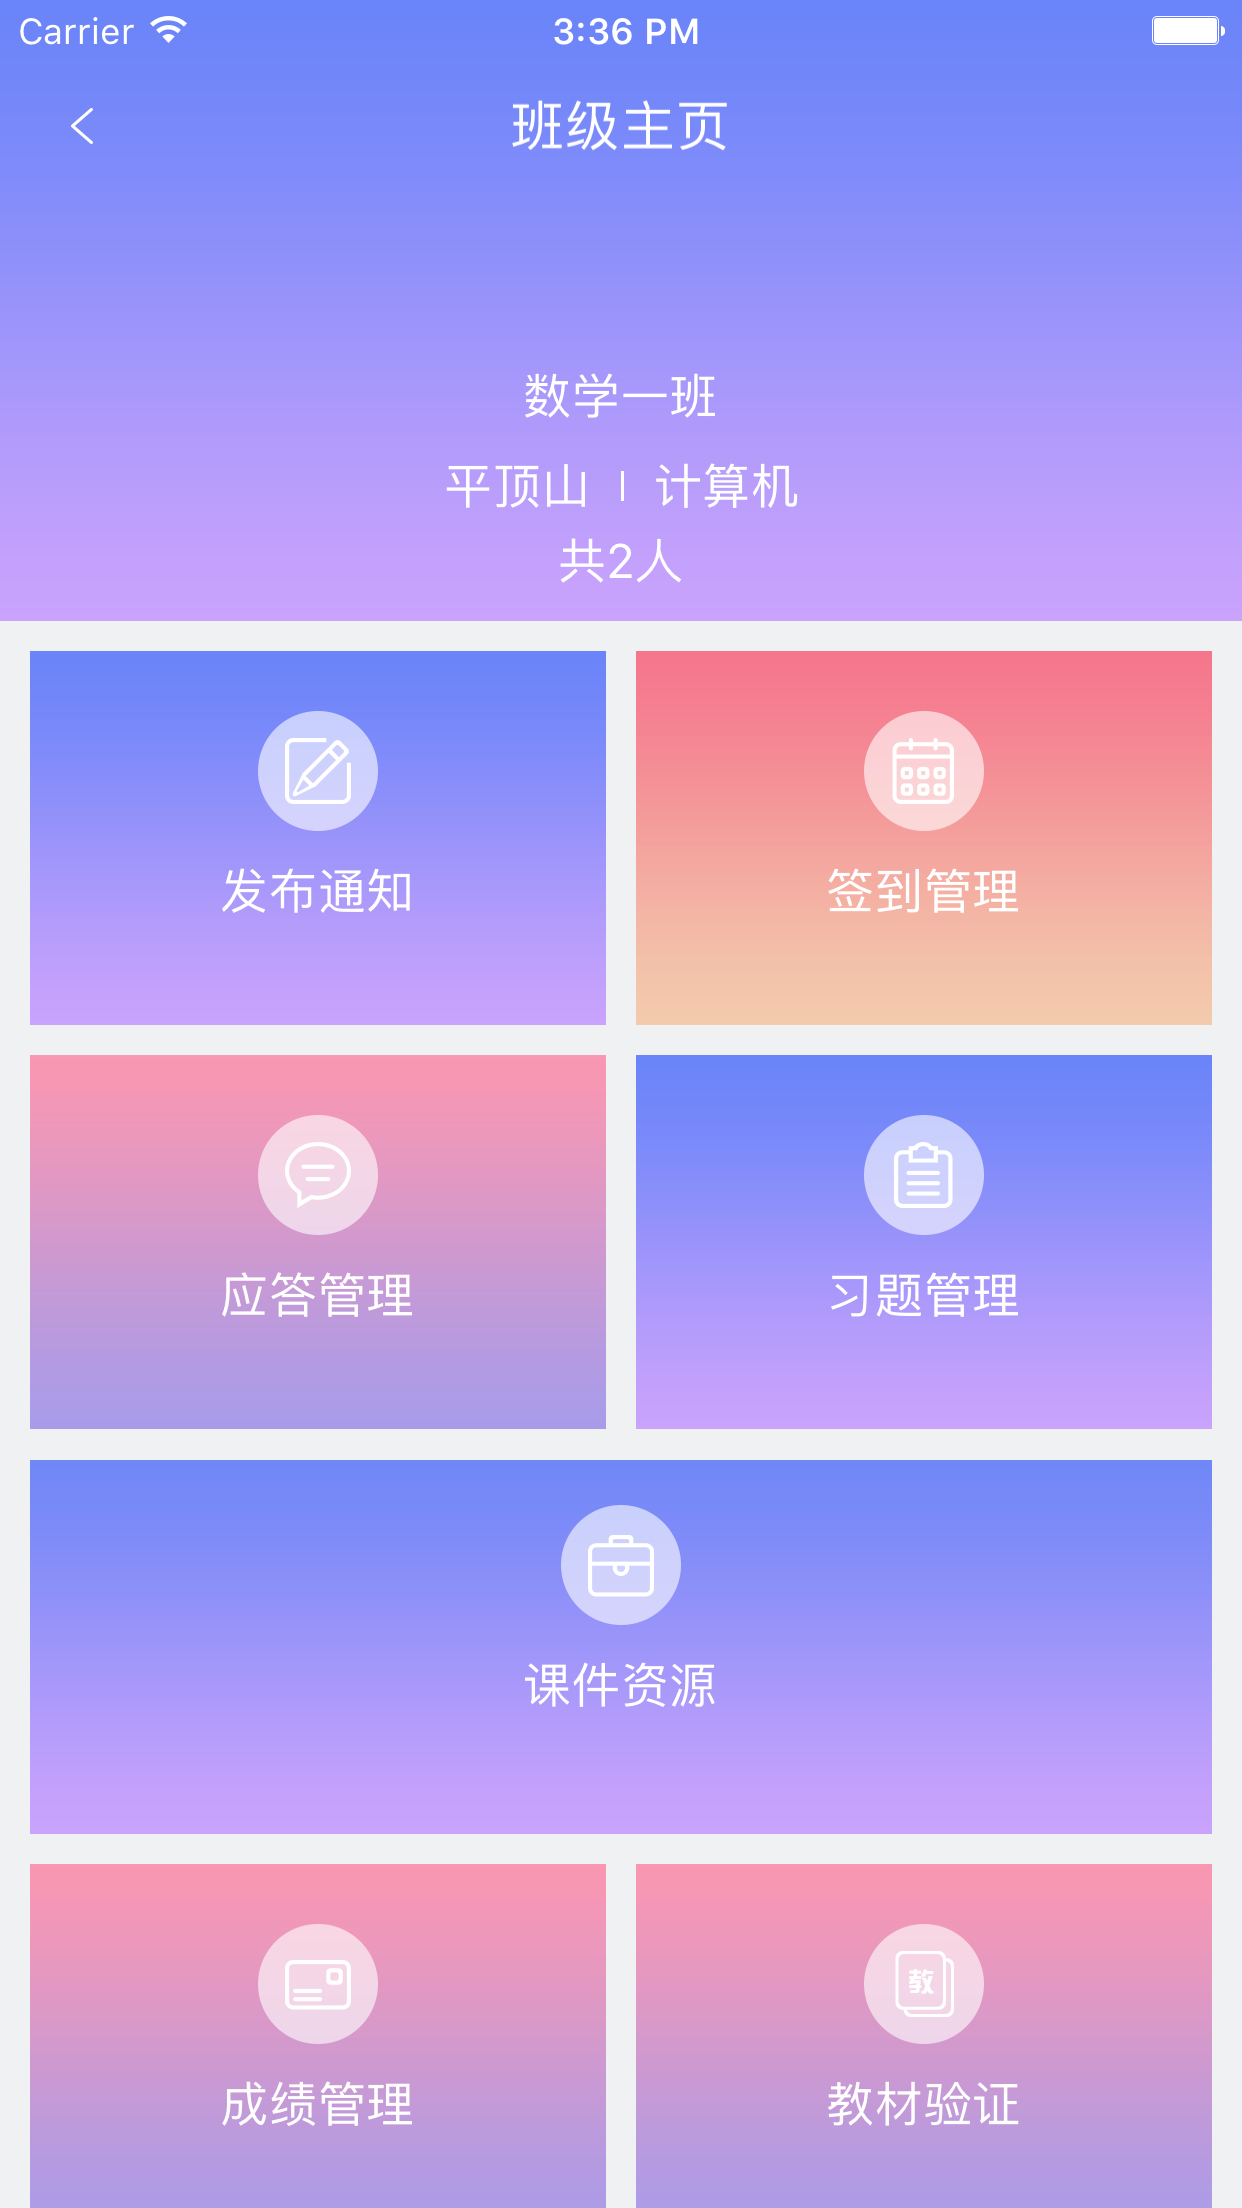 Carrier 3:36 PM
班级主页
数学一班
平顶山 | 计算机
共2人
发布通知
签到管理
应答管理
习题管理
课件资源
教
成绩管理
教材验证